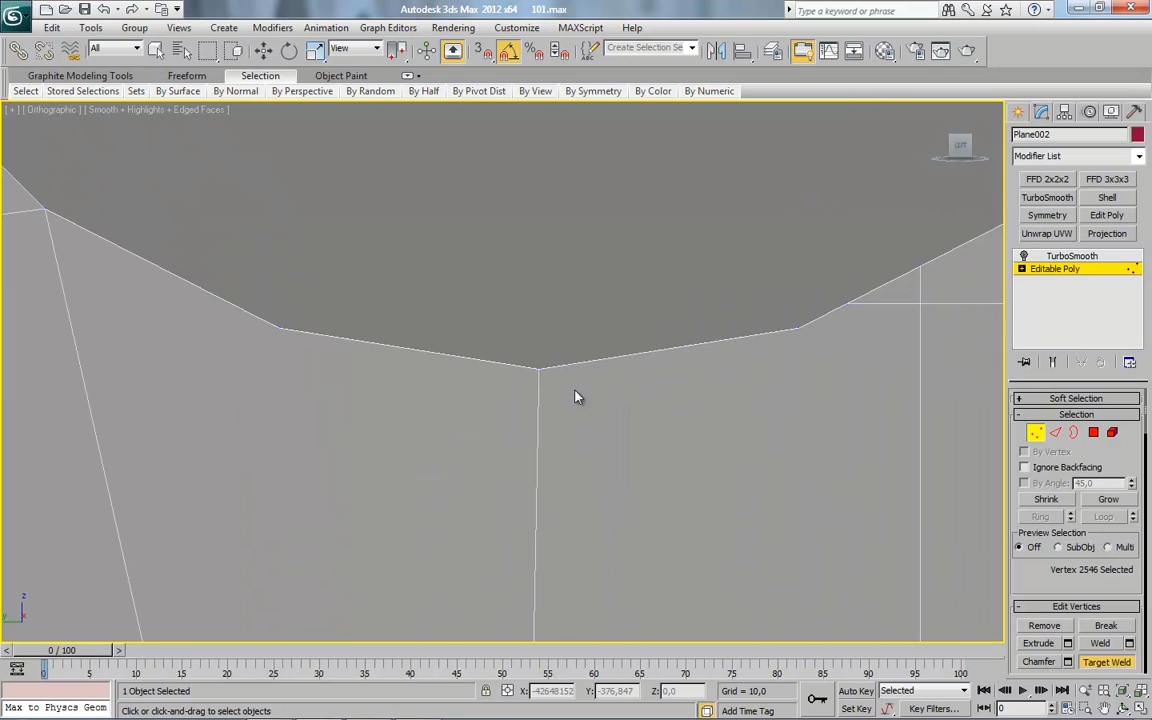 Autodesk 3ds Max 2012 x64 101.max
Type a keyword or phrase
Edit Tools Group Views Create Modifiers Animation Graph Editors Rendering Customize MAXScript Help
All View 3 Create Selection Se
Graphite Modeling Tools Freeform Selection Object Paint
Select Stored Selections Sets By Surface By Normal By Perspective By Random By Half By Pivot Dist By View By Symmetry By Color By Numeric
[ + ] [ Orthographic ] [ Smooth + Highlights + Edged Faces ]
LEFT
Plane002
Modifier List
FFD 2x2x2 FFD 3x3x3
TurboSmooth Shell
Symmetry Edit Poly
Unwrap UVW Projection
TurboSmooth
Editable Poly
+ Soft Selection
- Selection
By Vertex
Ignore Backfacing
By Angle: 45,0
Shrink Grow
Ring Loop
Preview Selection
Off SubObj Multi
Vertex 2546 Selected
- Edit Vertices
Remove Break
Extrude Weld
Chamfer Target Weld
z
y x
< 0 / 100 >
0 5 10 15 20 25 30 35 40 45 50 55 60 65 70 75 80 85 90 95 100
1 Object Selected X: -42648152 Y: -376,847 Z: 0,0 Grid = 10,0 Auto Key Selected
Max to Physcs Geom Click or click-and-drag to select objects Add Time Tag Set Key Key Filters... 0